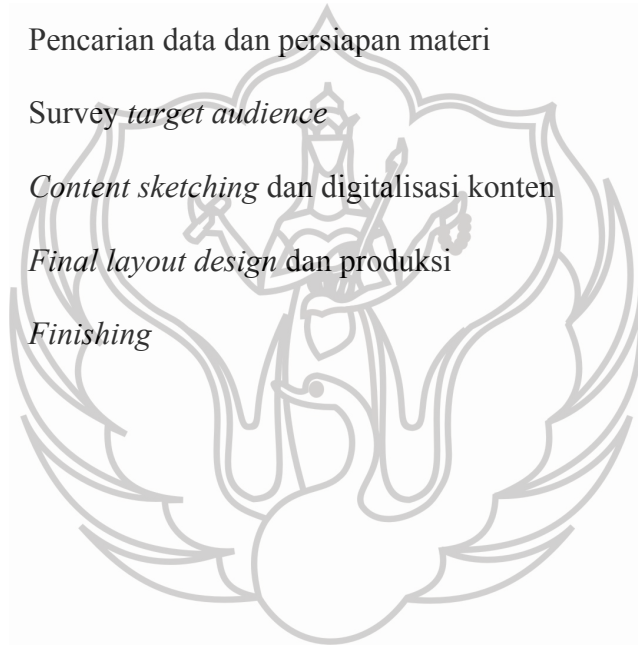 Pencarian data dan persiapan materi
Survey target audience
Content sketching dan digitalisasi konten
Final layout design dan produksi
Finishing